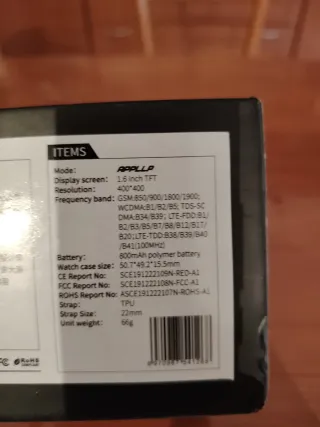 ITEMS
Mode: APPLLP
Display screen: 1.6 inch TFT
Resolution: 400*400
Frequency band: GSM:850/900/1800/1900;
WCDMA:B1/B2/B5; TDS-SC
DMA:B34/B39; LTE-FDD:B1/
B2/B3/B5/B7/B8/B12/B17/
B20;LTE-TDD:B38/B39/B40
/B41(100MHz)
Battery: 800mAh polymer battery
Watch case size: 50.7*49.2*15.5mm
CE Report No: SCE191222109N-RED-A1
FCC Report No: SCE191222108N-FCC-A1
ROHS Report No: ASCE191222107N-ROHS-A1
Strap: TPU
Strap Size: 22mm
Unit weight: 66g
RoHS